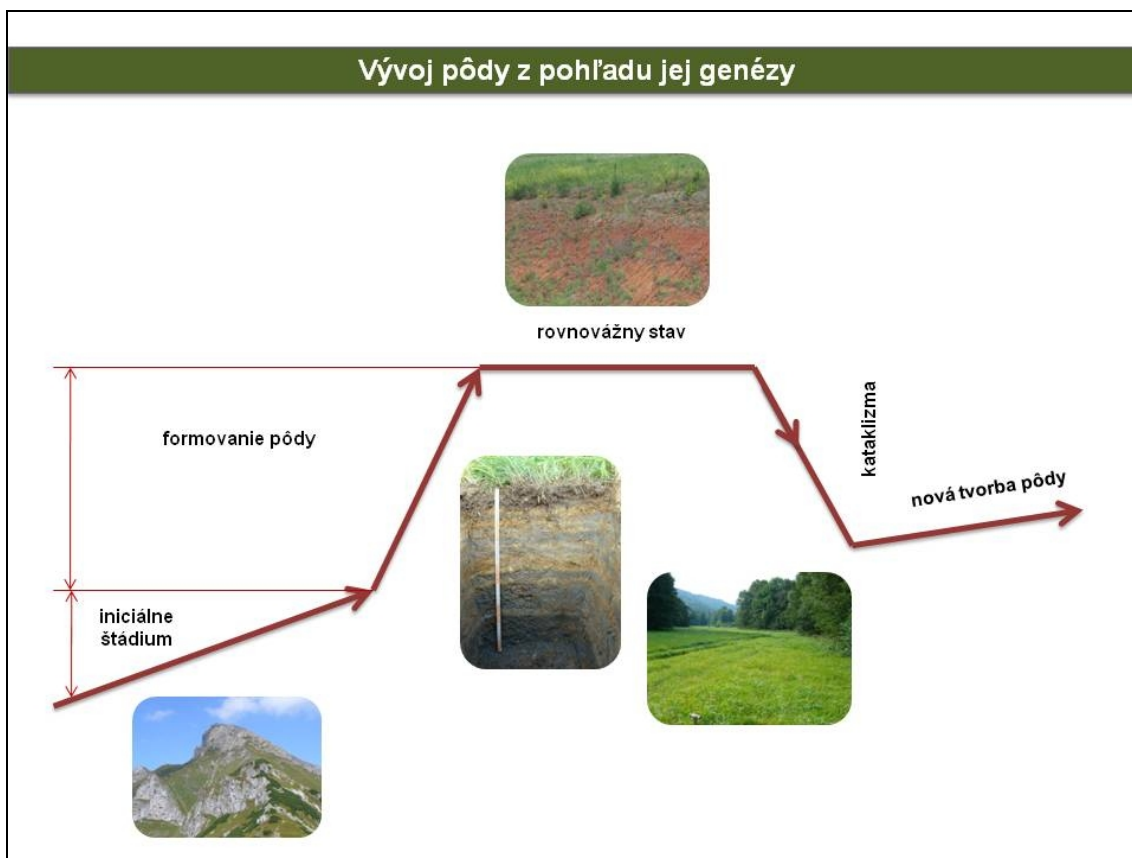 Vývoj pôdy z pohľadu jej genézy
rovnovážny stav
formovanie pôdy
kataklizma
nová tvorba pôdy
iniciálne
štádium